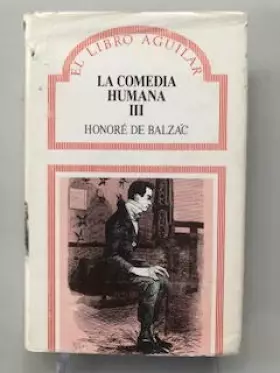 EL LIBRO AGUILAR
LA COMEDIA
HUMANA
III
HONORÉ DE BALZAC